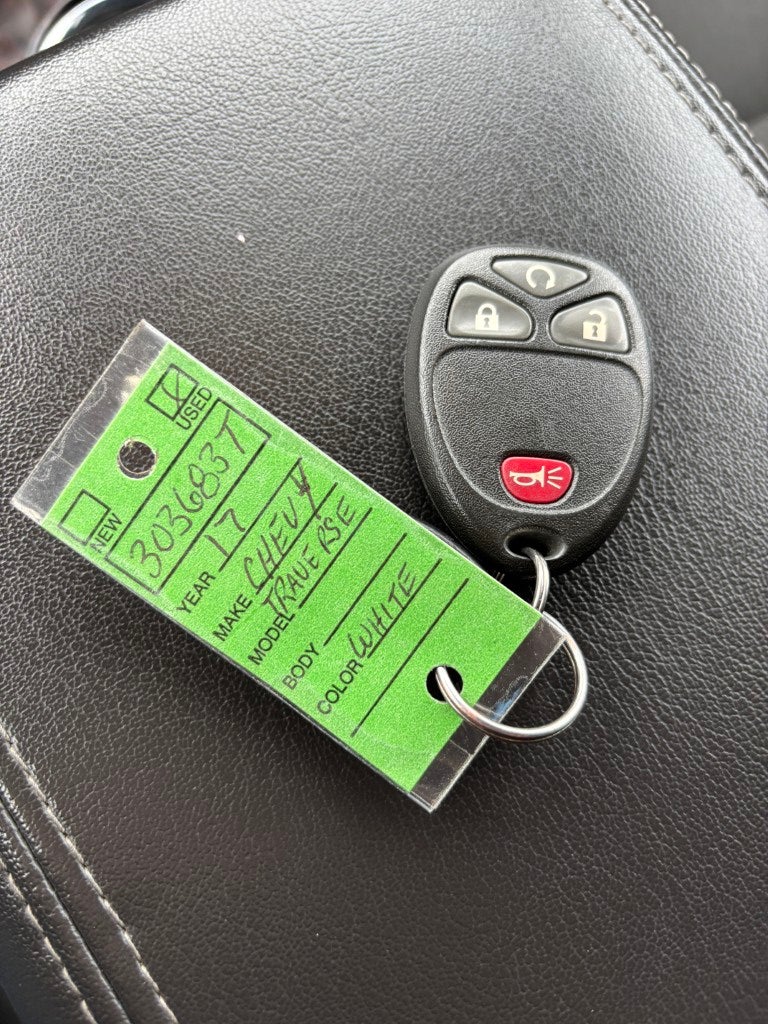 USED
NEW
3036837
YEAR 17
MAKE CHEVY
MODEL TRAVERSE
BODY
COLOR WHITE